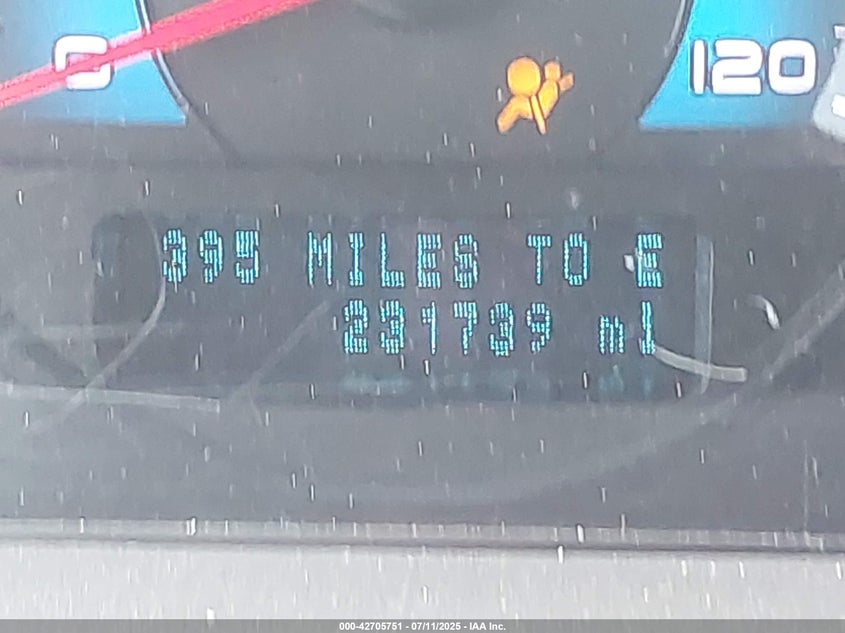 0 120
395 MILES TO E
231739 mi
000-42705751 - 07/11/2025 - IAA Inc.